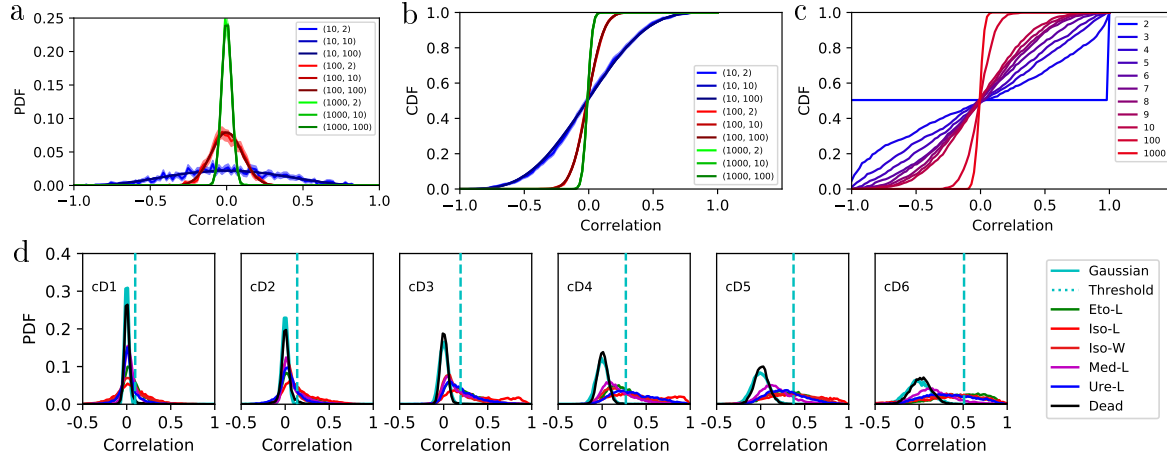 a
0.25
0.20
0.15
0.10
0.05
0.00
PDF
−1.0 −0.5 0.0 0.5 1.0
Correlation
(10, 2)
(10, 10)
(10, 100)
(100, 2)
(100, 10)
(100, 100)
(1000, 2)
(1000, 10)
(1000, 100)
b
1.0
0.8
0.6
0.4
0.2
0.0
CDF
−1.0 −0.5 0.0 0.5 1.0
Correlation
(10, 2)
(10, 10)
(10, 100)
(100, 2)
(100, 10)
(100, 100)
(1000, 2)
(1000, 10)
(1000, 100)
c
1.0
0.8
0.6
0.4
0.2
0.0
CDF
−1.0 −0.5 0.0 0.5 1.0
Correlation
2
3
4
5
6
7
8
9
10
100
1000
d
0.4
0.3
0.2
0.1
0.0
PDF
cD1
-0.5 0 0.5 1
Correlation
cD2
-0.5 0 0.5 1
Correlation
cD3
-0.5 0 0.5 1
Correlation
cD4
-0.5 0 0.5 1
Correlation
cD5
-0.5 0 0.5 1
Correlation
cD6
-0.5 0 0.5 1
Correlation
Gaussian
Threshold
Eto-L
Iso-L
Iso-W
Med-L
Ure-L
Dead